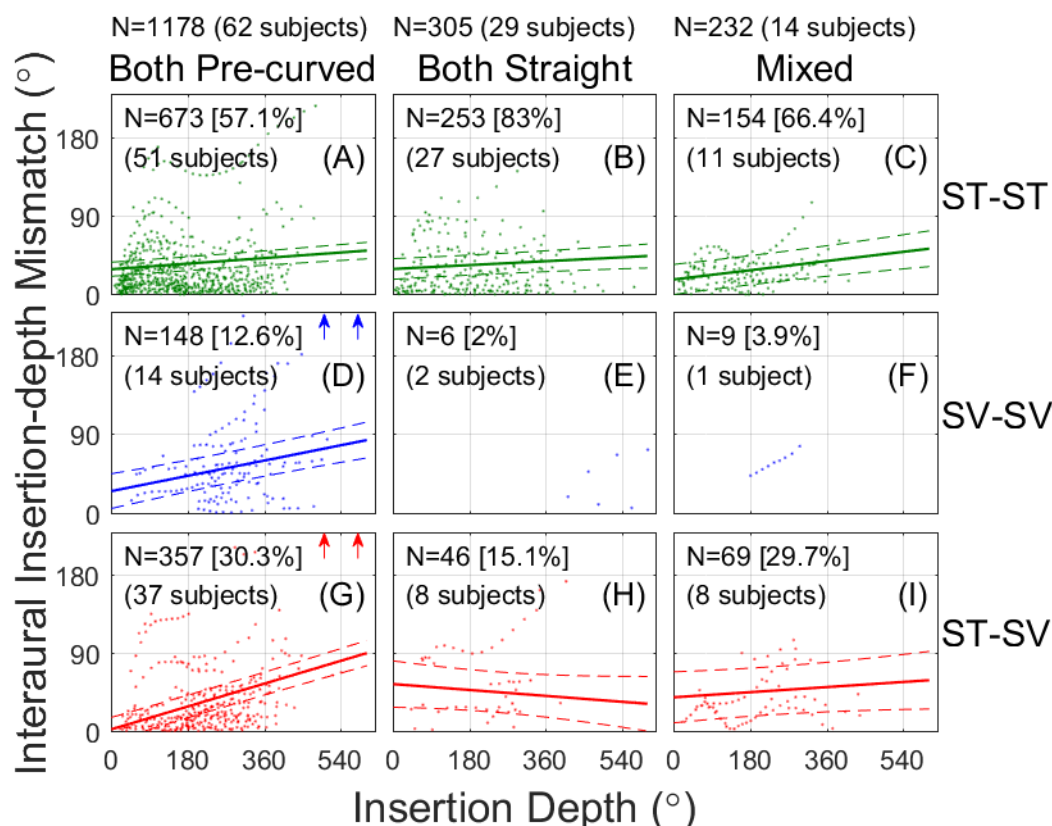 N=1178 (62 subjects) N=305 (29 subjects) N=232 (14 subjects)
Both Pre-curved Both Straight Mixed
Interaural Insertion-depth Mismatch (°)
180
90
0
N=673 [57.1%]
(51 subjects) (A)
N=253 [83%]
(27 subjects) (B)
N=154 [66.4%]
(11 subjects) (C)
ST-ST
180
90
0
N=148 [12.6%]
(14 subjects) (D)
N=6 [2%]
(2 subjects) (E)
N=9 [3.9%]
(1 subject) (F)
SV-SV
180
90
0
N=357 [30.3%]
(37 subjects) (G)
N=46 [15.1%]
(8 subjects) (H)
N=69 [29.7%]
(8 subjects) (I)
ST-SV
0 180 360 540 0 180 360 540 0 180 360 540
Insertion Depth (°)